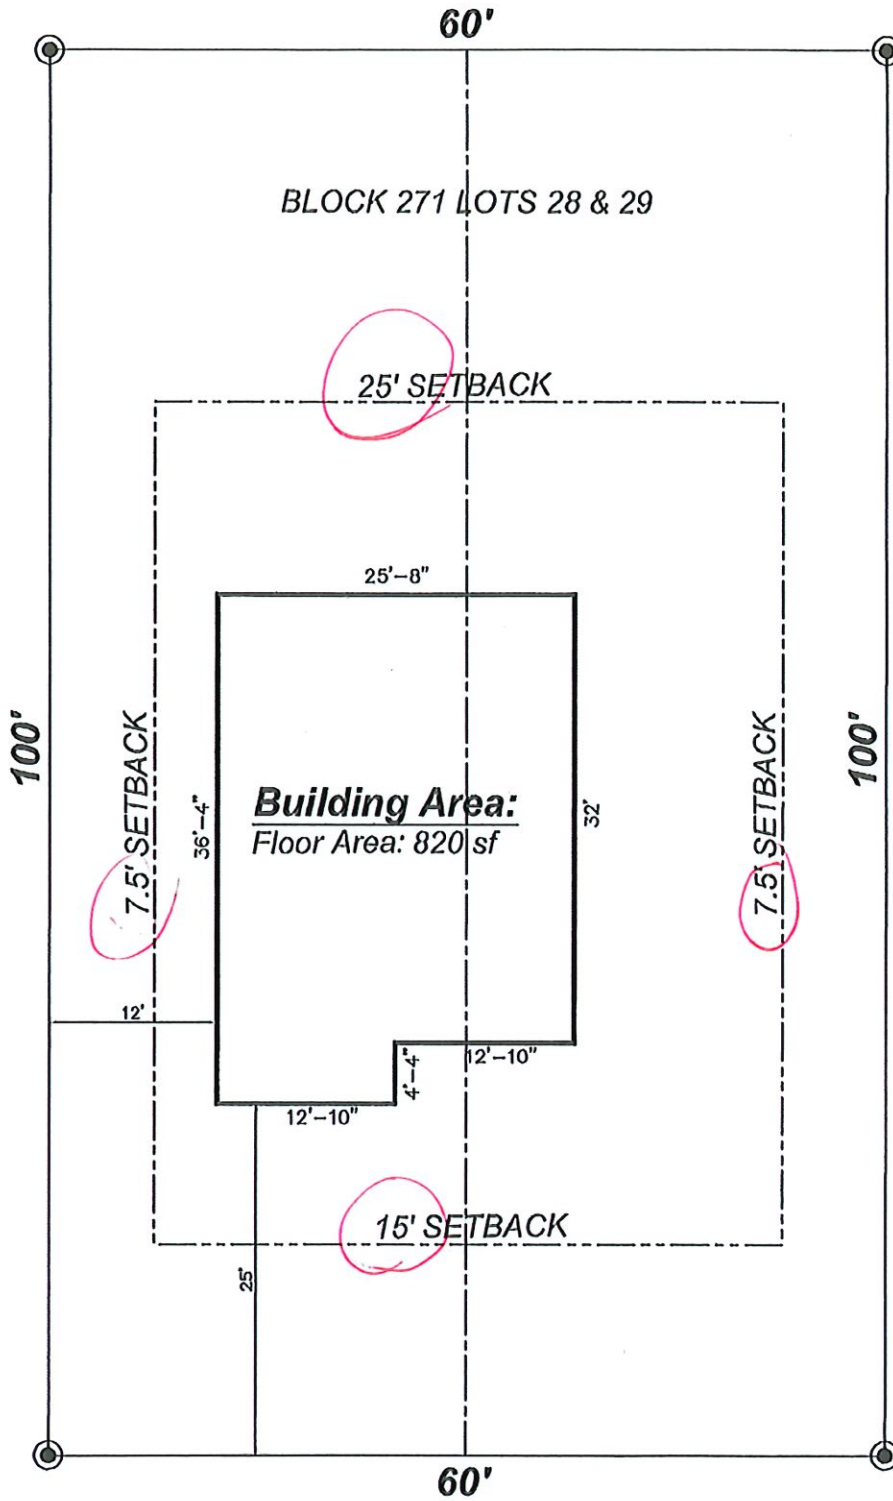 60'
BLOCK 271 LOTS 28 & 29
25' SETBACK
25'-8"
100'
7.5' SETBACK
36'-4"
Building Area:
Floor Area: 820 sf
32'
7.5' SETBACK
100'
12'
12'-10"
4'-4"
12'-10"
15' SETBACK
25'
60'